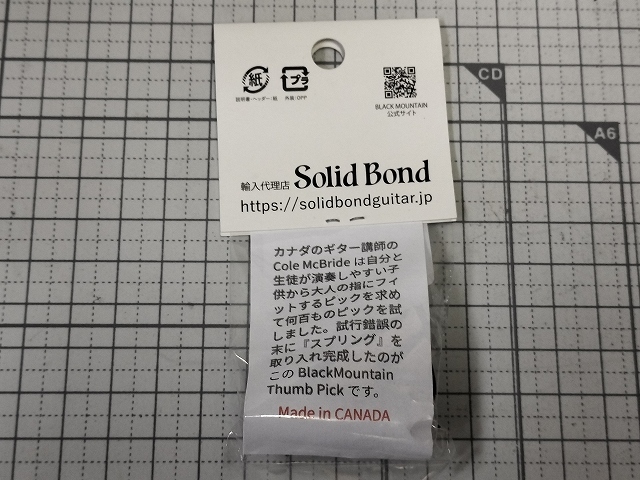 紙
プラ
説明書・ヘッダー：紙
外装：OPP
BLACK MOUNTAIN
公式サイト
輸入代理店 Solid Bond
https://solidbondguitar.jp
カナダのギター講師の
Cole McBride は自分と
生徒が演奏しやすい子
供から大人の指にフィ
ットするピックを求め
て何百ものピックを試
しました。試行錯誤の
末に『スプリング』を
取り入れ完成したのが
この BlackMountain
Thumb Pick です。
Made in CANADA
CD
A6